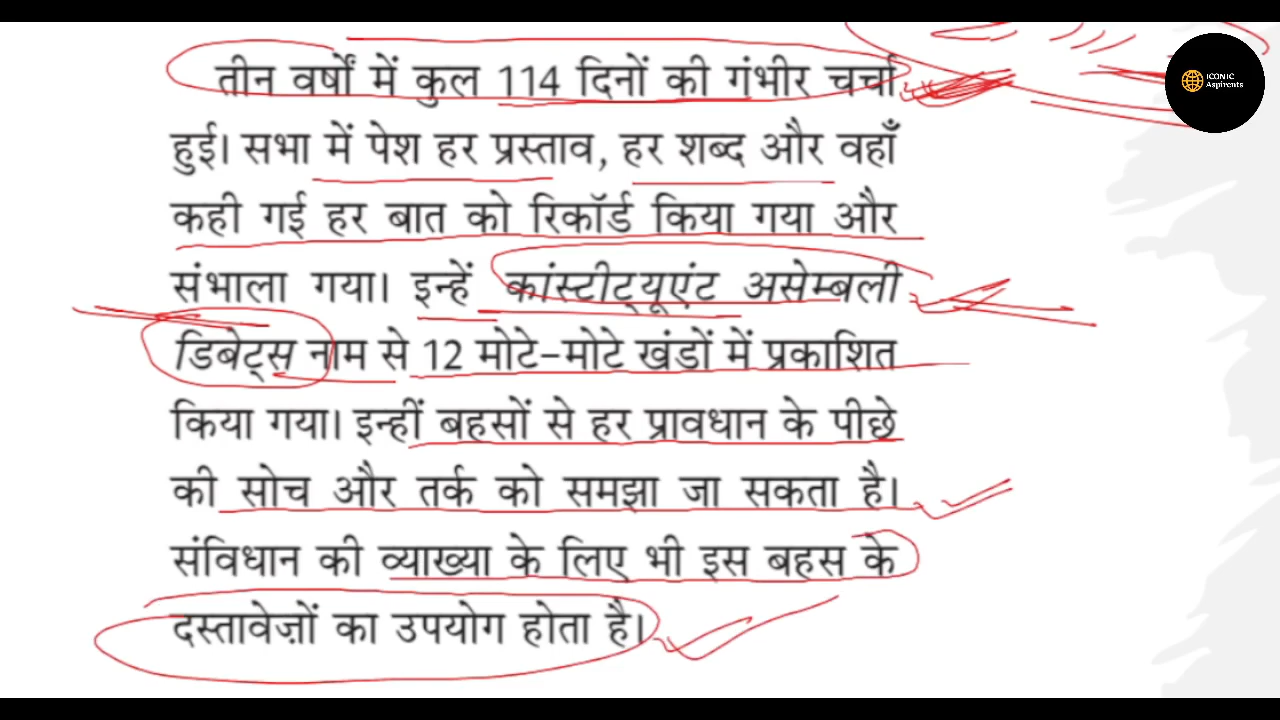 तीन वर्षों में कुल 114 दिनों की गंभीर चर्चा
हुई। सभा में पेश हर प्रस्ताव, हर शब्द और वहाँ
कही गई हर बात को रिकॉर्ड किया गया और
संभाला गया। इन्हें कांस्टीट्यूएंट असेम्बली
डिबेट्स नाम से 12 मोटे-मोटे खंडों में प्रकाशित
किया गया। इन्हीं बहसों से हर प्रावधान के पीछे
की सोच और तर्क को समझा जा सकता है।
संविधान की व्याख्या के लिए भी इस बहस के
दस्तावेज़ों का उपयोग होता है।
ICONIC
Aspirents